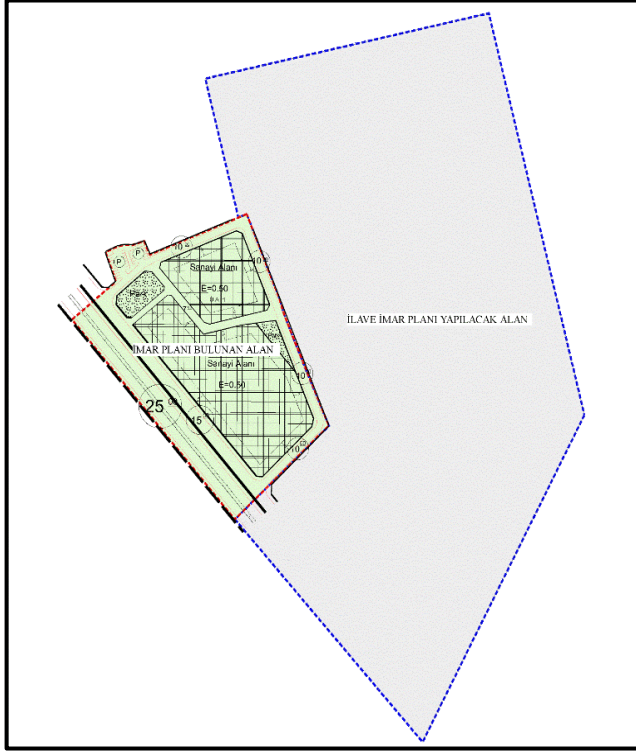 P
P
10
Sanayi Alanı
10
E=0.50
Park
7
İLAVE İMAR PLANI YAPILACAK ALAN
İMAR PLANI BULUNAN ALAN
Sanayi Alanı
10
E=0.50
25
15
10